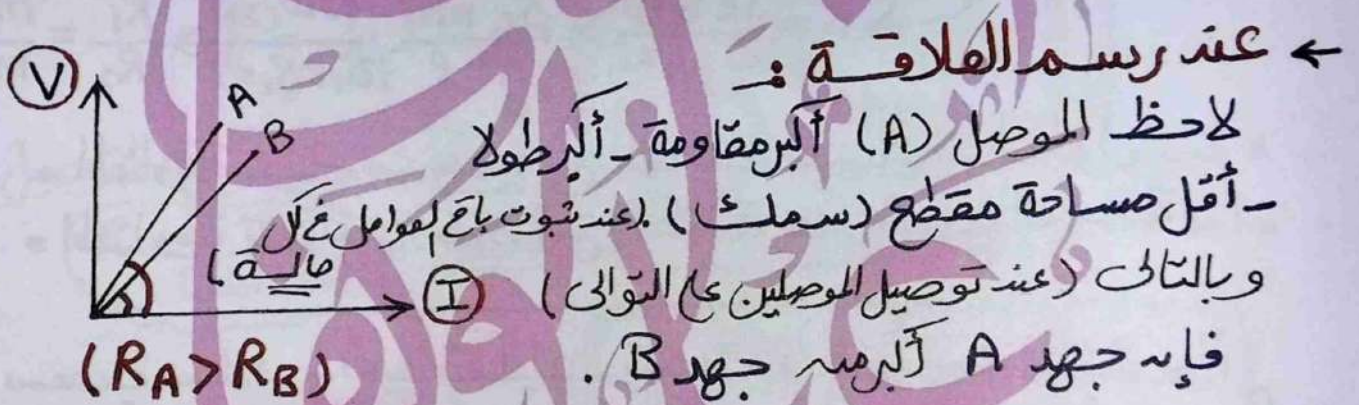 ← عند رسم العلاقة :
لاحظ الموصل (A) أكبر مقاومة - أكبر طولا
- أقل مساحة مقطع (سمك) . (عند ثبوت باقي العوامل في كل
حالة)
وبالتالي (عند توصيل الموصلين على التوالي)
فإن جهد A أكبر من جهد B .
V
A
B
I
(RA > RB)